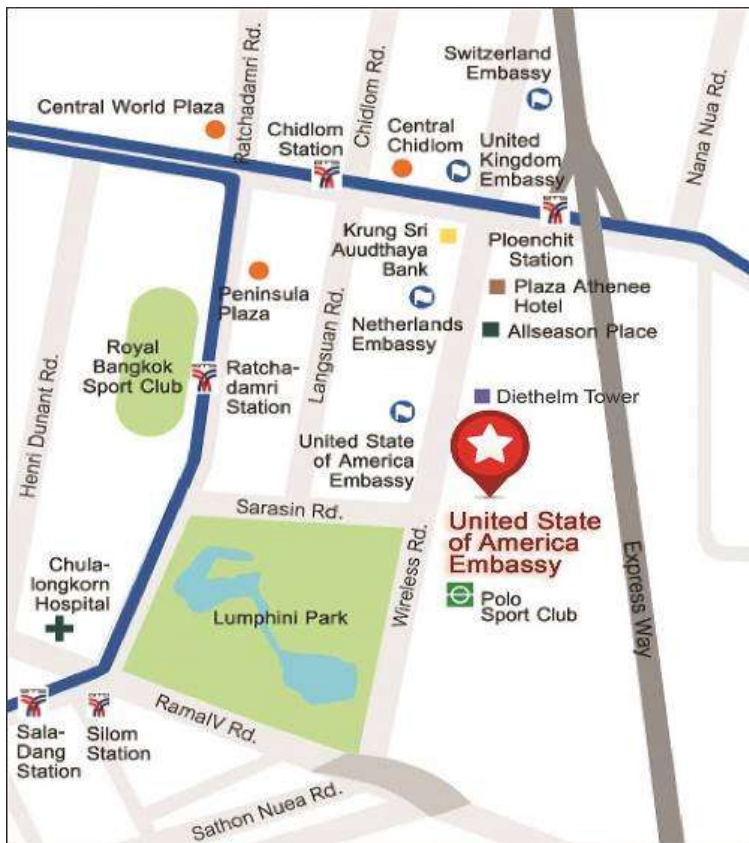 Switzerland
Embassy
Ratchadamri Rd.
Chidlom Rd.
Central World Plaza
Chidlom
Station
Central
Chidlom
United
Kingdom
Embassy
Nana Nua Rd.
Krung Sri
Auudthaya
Bank
Ploenchit
Station
Plaza Athenee
Hotel
Peninsula
Plaza
Netherlands
Embassy
Allseason Place
Langsuan Rd.
Royal
Bangkok
Sport Club
Ratcha-
damri
Station
Henri Dunant Rd.
Diethelm Tower
United State
of America
Embassy
Sarasin Rd.
United State
of America
Embassy
Wireless Rd.
Express Way
Chula-
longkorn
Hospital
Lumphini Park
Polo
Sport Club
RamaIV Rd.
Sala-
Dang
Station
Silom
Station
Sathon Nuea Rd.